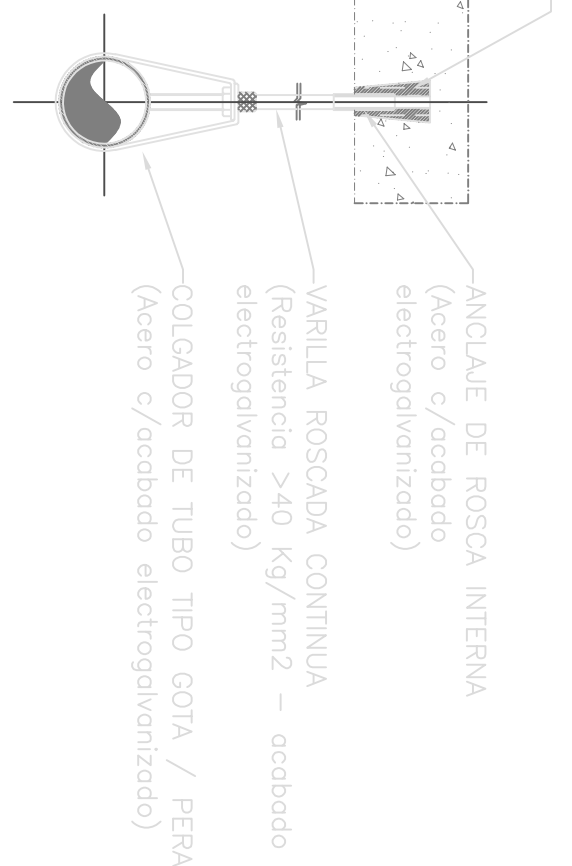 ANCLAJE DE ROSCA INTERNA
(Acero c/acabado
electrogalvanizado)
VARILLA ROSCADA CONTINUA
(Resistencia >40 Kg/mm2 - acabado
electrogalvanizado)
COLGADOR DE TUBO TIPO GOTA / PERA
(Acero c/acabado electrogalvanizado)